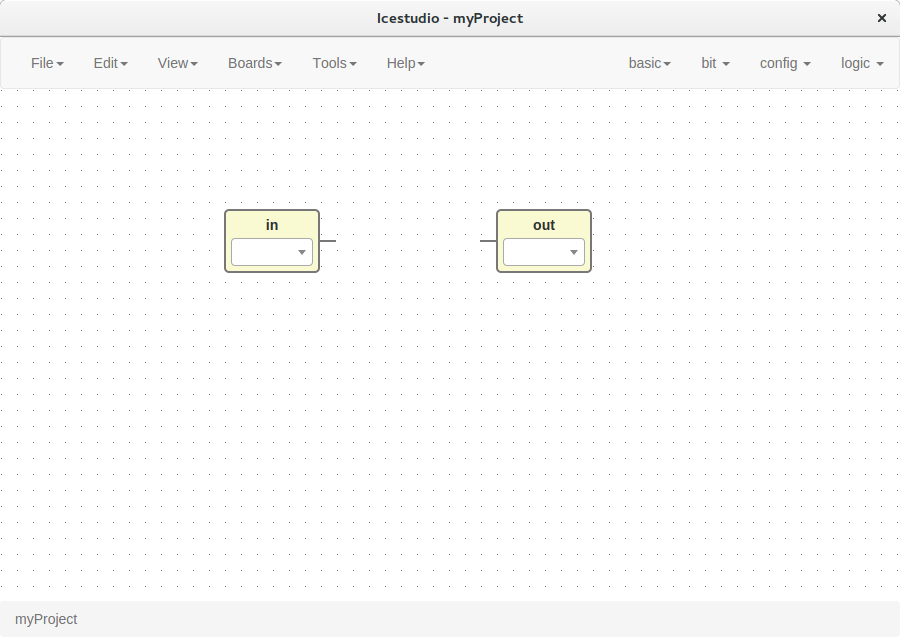 Icestudio - myProject
File Edit View Boards Tools Help basic bit config logic
in out
myProject